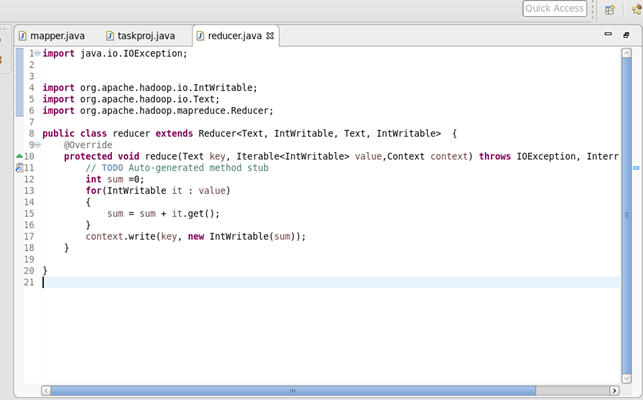 Quick Access
mapper.java taskproj.java reducer.java
1 import java.io.IOException;
2
3
4 import org.apache.hadoop.io.IntWritable;
5 import org.apache.hadoop.io.Text;
6 import org.apache.hadoop.mapreduce.Reducer;
7
8 public class reducer extends Reducer<Text, IntWritable, Text, IntWritable>  {
9     @Override
10     protected void reduce(Text key, Iterable<IntWritable> value,Context context) throws IOException, Interr
11         // TODO Auto-generated method stub
12         int sum =0;
13         for(IntWritable it : value)
14         {
15             sum = sum + it.get();
16         }
17         context.write(key, new IntWritable(sum));
18     }
19
20 }
21